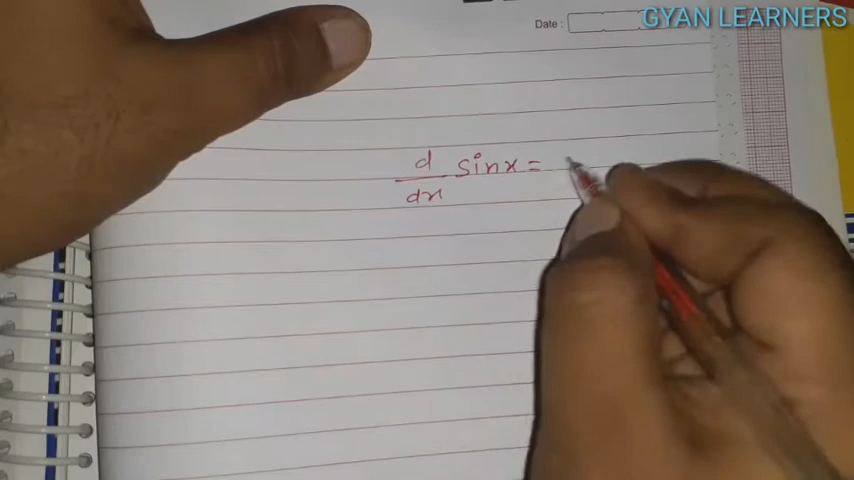 GYAN LEARNERS
Date :
d/dx sinx =